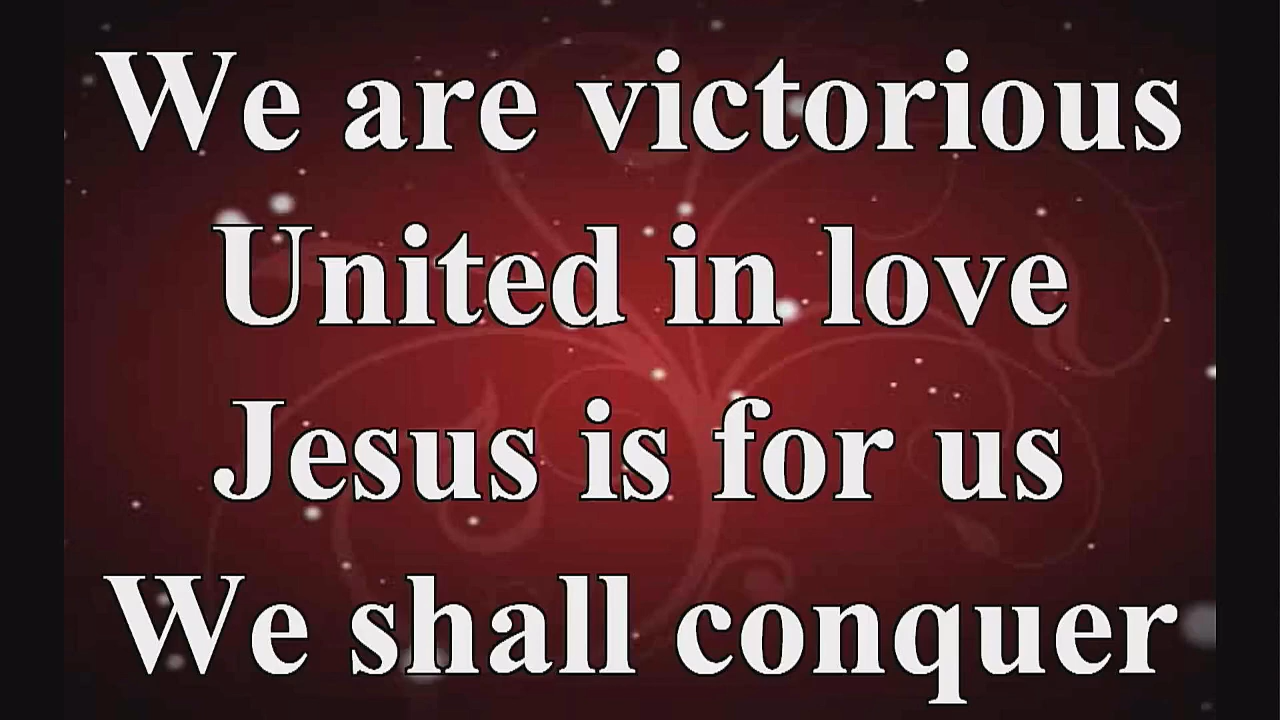 We are victorious
United in love
Jesus is for us
We shall conquer